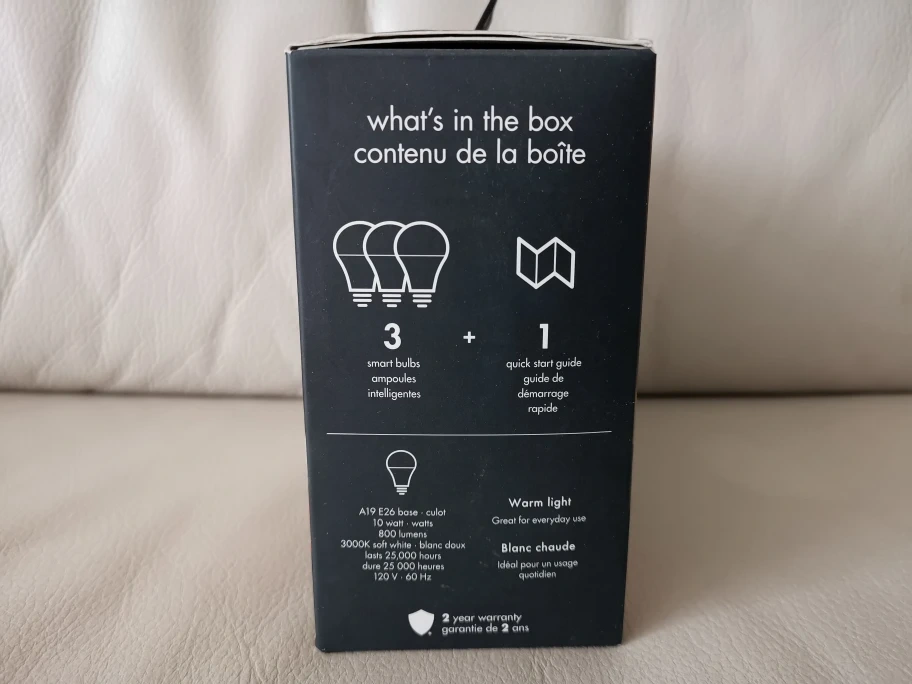 what's in the box
contenu de la boîte
3 + 1
smart bulbs
ampoules
intelligentes
quick start guide
guide de
démarrage
rapide
A19 E26 base · culot
10 watt · watts
800 lumens
3000K soft white · blanc doux
lasts 25,000 hours
dure 25 000 heures
120 V · 60 Hz
Warm light
Great for everyday use
Blanc chaude
Idéal pour un usage
quotidien
2 year warranty
garantie de 2 ans